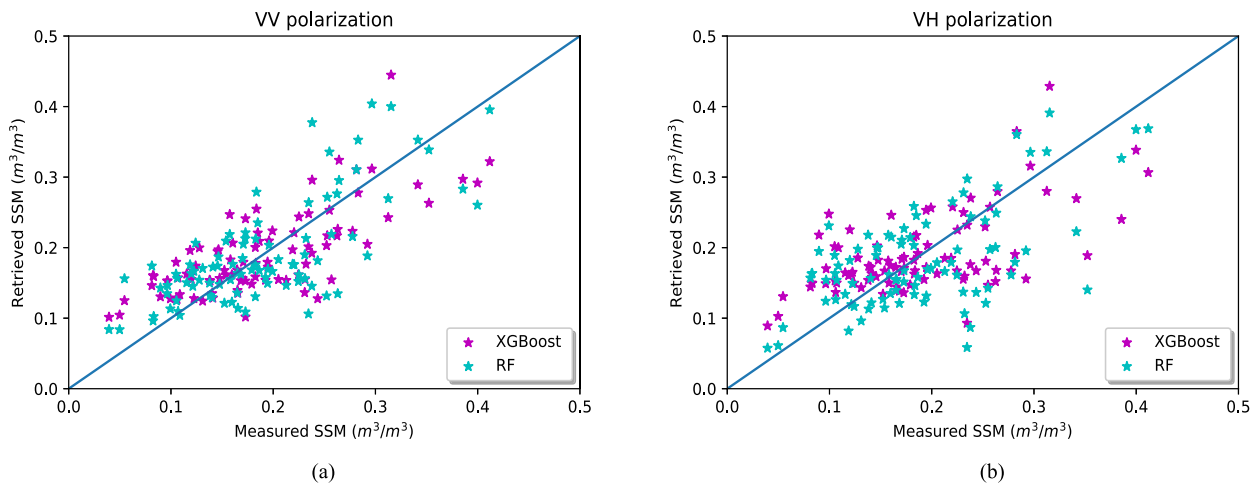 VV polarization
0.5
0.4
0.3
0.2
0.1
0.0
Retrieved SSM (m³/m³)
0.0 0.1 0.2 0.3 0.4 0.5
Measured SSM (m³/m³)
XGBoost
RF
(a)
VH polarization
0.5
0.4
0.3
0.2
0.1
0.0
Retrieved SSM (m³/m³)
0.0 0.1 0.2 0.3 0.4 0.5
Measured SSM (m³/m³)
XGBoost
RF
(b)